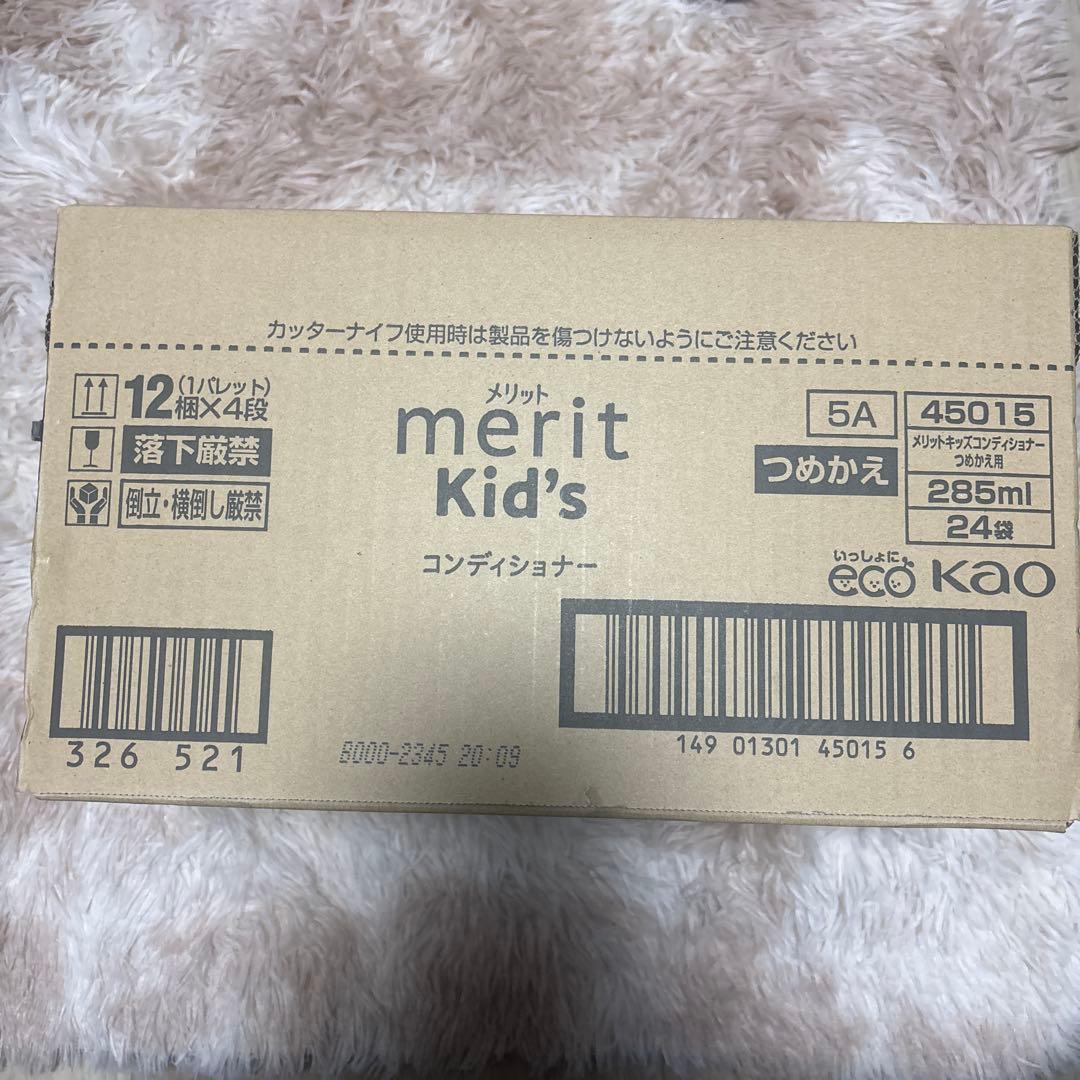 カッターナイフ使用時は製品を傷つけないようにご注意ください
12(1パレット)
梱×4段
落下厳禁
倒立・横倒し厳禁
メリット
merit
Kid's
コンディショナー
5A
つめかえ
45015
メリットキッズコンディショナー
つめかえ用
285ml
24袋
いっしょに
eco
Kao
326 521
8000-2345 20:09
149 01301 45015 6